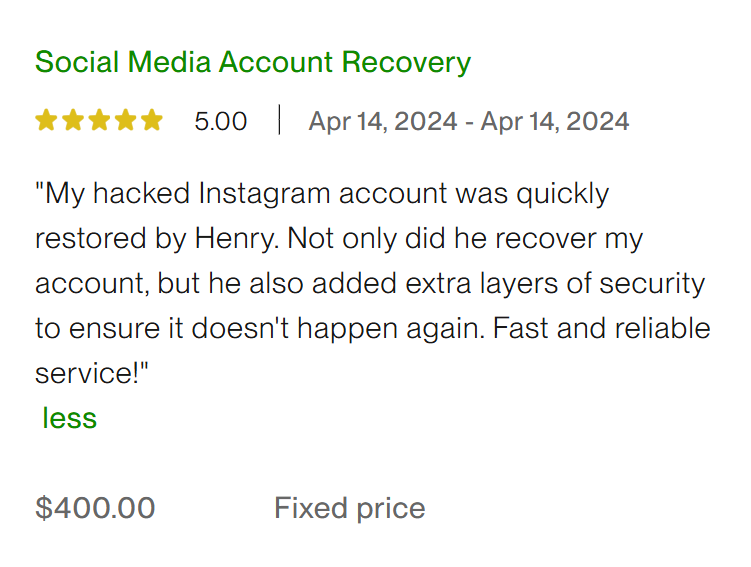 Social Media Account Recovery
5.00 | Apr 14, 2024 - Apr 14, 2024
"My hacked Instagram account was quickly
restored by Henry. Not only did he recover my
account, but he also added extra layers of security
to ensure it doesn't happen again. Fast and reliable
service!"
less
$400.00 Fixed price